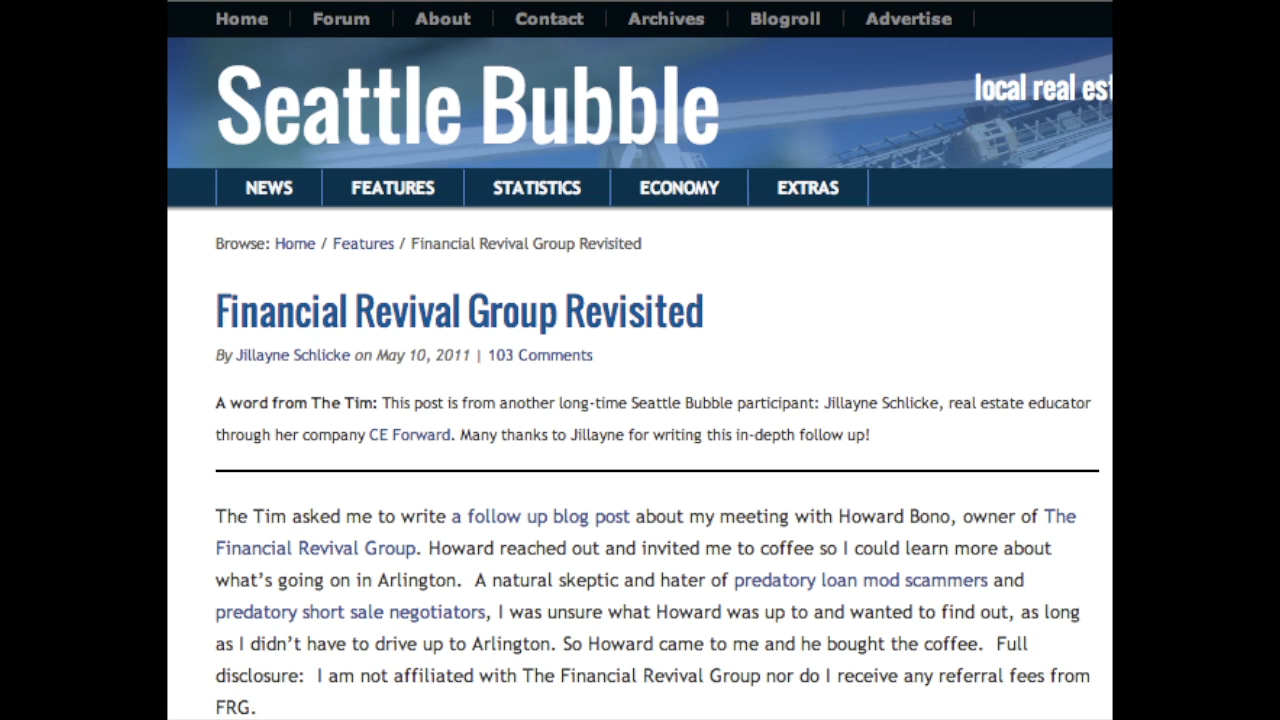 Home Forum About Contact Archives Blogroll Advertise
Seattle Bubble
local real est
NEWS FEATURES STATISTICS ECONOMY EXTRAS
Browse: Home / Features / Financial Revival Group Revisited
Financial Revival Group Revisited
By Jillayne Schlicke on May 10, 2011 | 103 Comments
A word from The Tim: This post is from another long-time Seattle Bubble participant: Jillayne Schlicke, real estate educator
through her company CE Forward. Many thanks to Jillayne for writing this in-depth follow up!
The Tim asked me to write a follow up blog post about my meeting with Howard Bono, owner of The
Financial Revival Group. Howard reached out and invited me to coffee so I could learn more about
what's going on in Arlington.  A natural skeptic and hater of predatory loan mod scammers and
predatory short sale negotiators, I was unsure what Howard was up to and wanted to find out, as long
as I didn't have to drive up to Arlington. So Howard came to me and he bought the coffee.  Full
disclosure:  I am not affiliated with The Financial Revival Group nor do I receive any referral fees from
FRG.